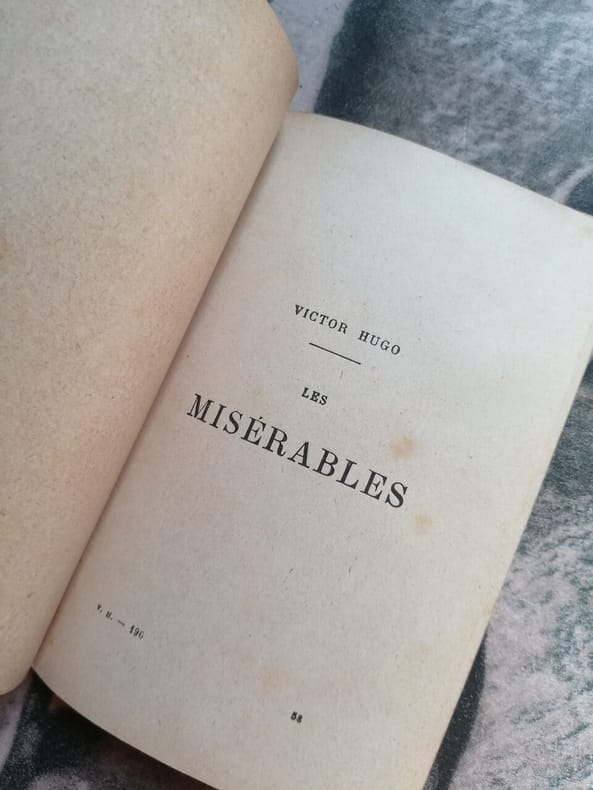 VICTOR HUGO
LES
MISÉRABLES
V. H. — 196
58